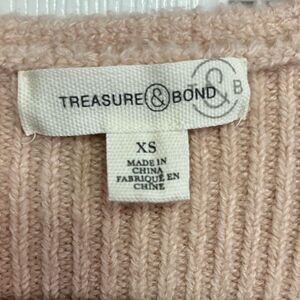 TREASURE & BOND
& B
XS
MADE IN
CHINA
FABRIQUÉ EN
CHINE